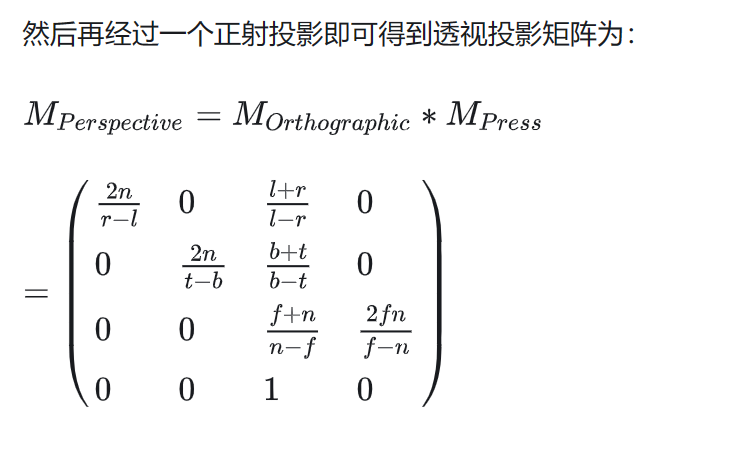 然后再经过一个正射投影即可得到透视投影矩阵为：
M_{Perspective} = M_{Orthographic} * M_{Press}
= \begin{pmatrix} \frac{2n}{r-l} & 0 & \frac{l+r}{l-r} & 0 \\ 0 & \frac{2n}{t-b} & \frac{b+t}{b-t} & 0 \\ 0 & 0 & \frac{f+n}{n-f} & \frac{2fn}{f-n} \\ 0 & 0 & 1 & 0 \end{pmatrix}